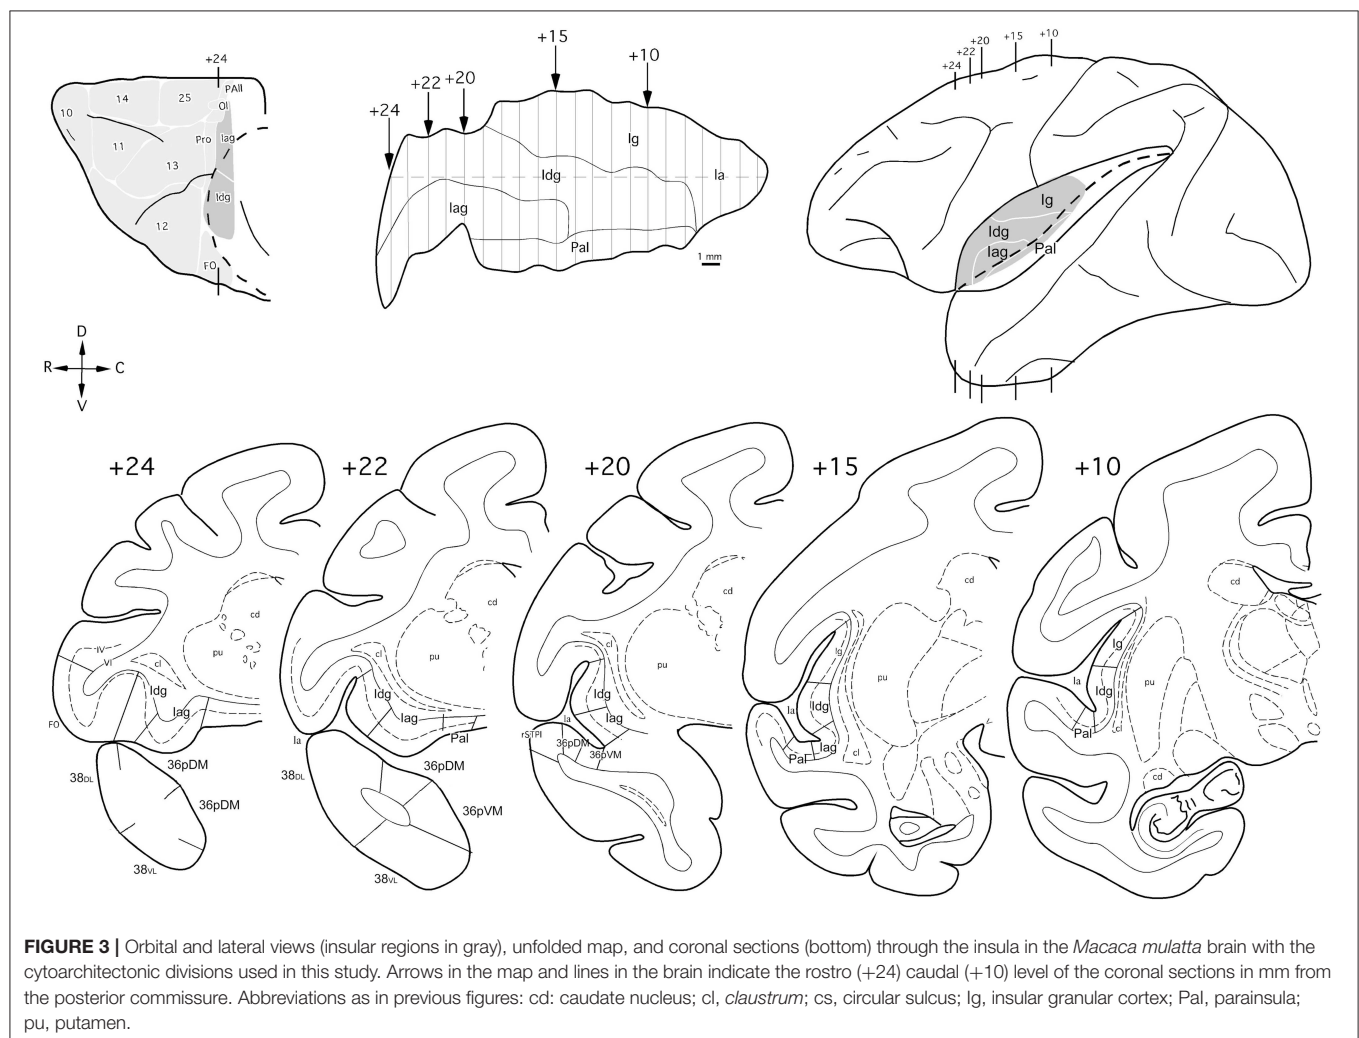 +24
PAll
14
25
10
Ol
Pro
Iag
11
13
Idg
12
FO
+15
+10
+22
+20
+24
Ig
Idg
Ia
Iag
PaI
1 mm
+24
+22
+20
+15
+10
Ig
Idg
Iag
PaI
D
R
C
V
+24
+22
+20
+15
+10
cd
IV
VI
cl
pu
Idg
Iag
FO
38DL
36pDM
36pDM
38VL
cd
cl
pu
Idg
Iag
PaI
Ia
38DL
36pDM
36pVM
38VL
cd
cl
pu
Idg
Iag
Ia
rSTPI
36pDM
36pVM
cd
Ig
pu
Ia
Idg
Iag
PaI
cl
cd
Ig
Ia
Idg
pu
PaI
cl
cd
FIGURE 3 | Orbital and lateral views (insular regions in gray), unfolded map, and coronal sections (bottom) through the insula in the Macaca mulatta brain with the
cytoarchitectonic divisions used in this study. Arrows in the map and lines in the brain indicate the rostro (+24) caudal (+10) level of the coronal sections in mm from
the posterior commissure. Abbreviations as in previous figures: cd: caudate nucleus; cl, claustrum; cs, circular sulcus; Ig, insular granular cortex; PaI, parainsula;
pu, putamen.